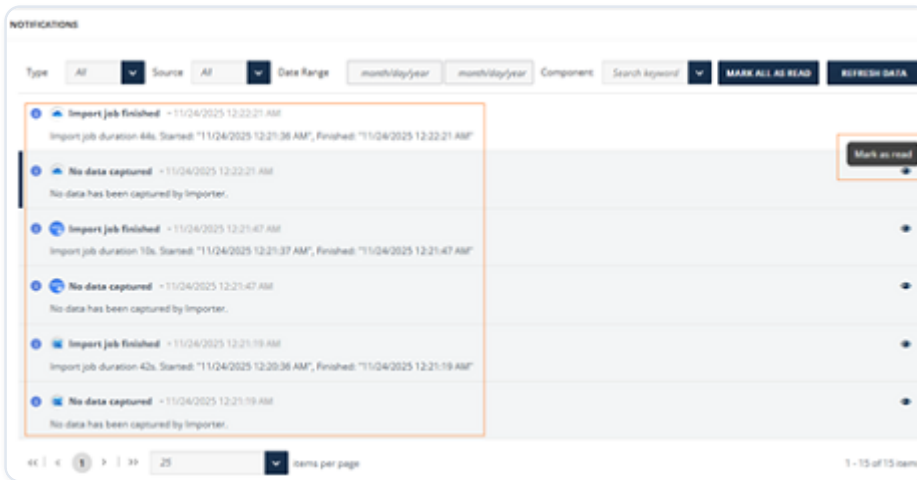 NOTIFICATIONS
Type All Source All Date Range month/day/year month/day/year Component Search keyword MARK ALL AS READ REFRESH DATA
Import job finished • 11/24/2025 12:22:21 AM
Import job duration 44s. Started: "11/24/2025 12:21:36 AM", Finished: "11/24/2025 12:22:21 AM"
Mark as read
No data captured • 11/24/2025 12:22:21 AM
No data has been captured by Importer.
Import job finished • 11/24/2025 12:21:47 AM
Import job duration 10s. Started: "11/24/2025 12:21:37 AM", Finished: "11/24/2025 12:21:47 AM"
No data captured • 11/24/2025 12:21:47 AM
No data has been captured by Importer.
Import job finished • 11/24/2025 12:21:19 AM
Import job duration 42s. Started: "11/24/2025 12:20:36 AM", Finished: "11/24/2025 12:21:19 AM"
No data captured • 11/24/2025 12:21:19 AM
No data has been captured by Importer.
<< | < 1 > | >> 25 items per page 1 - 15 of 15 item